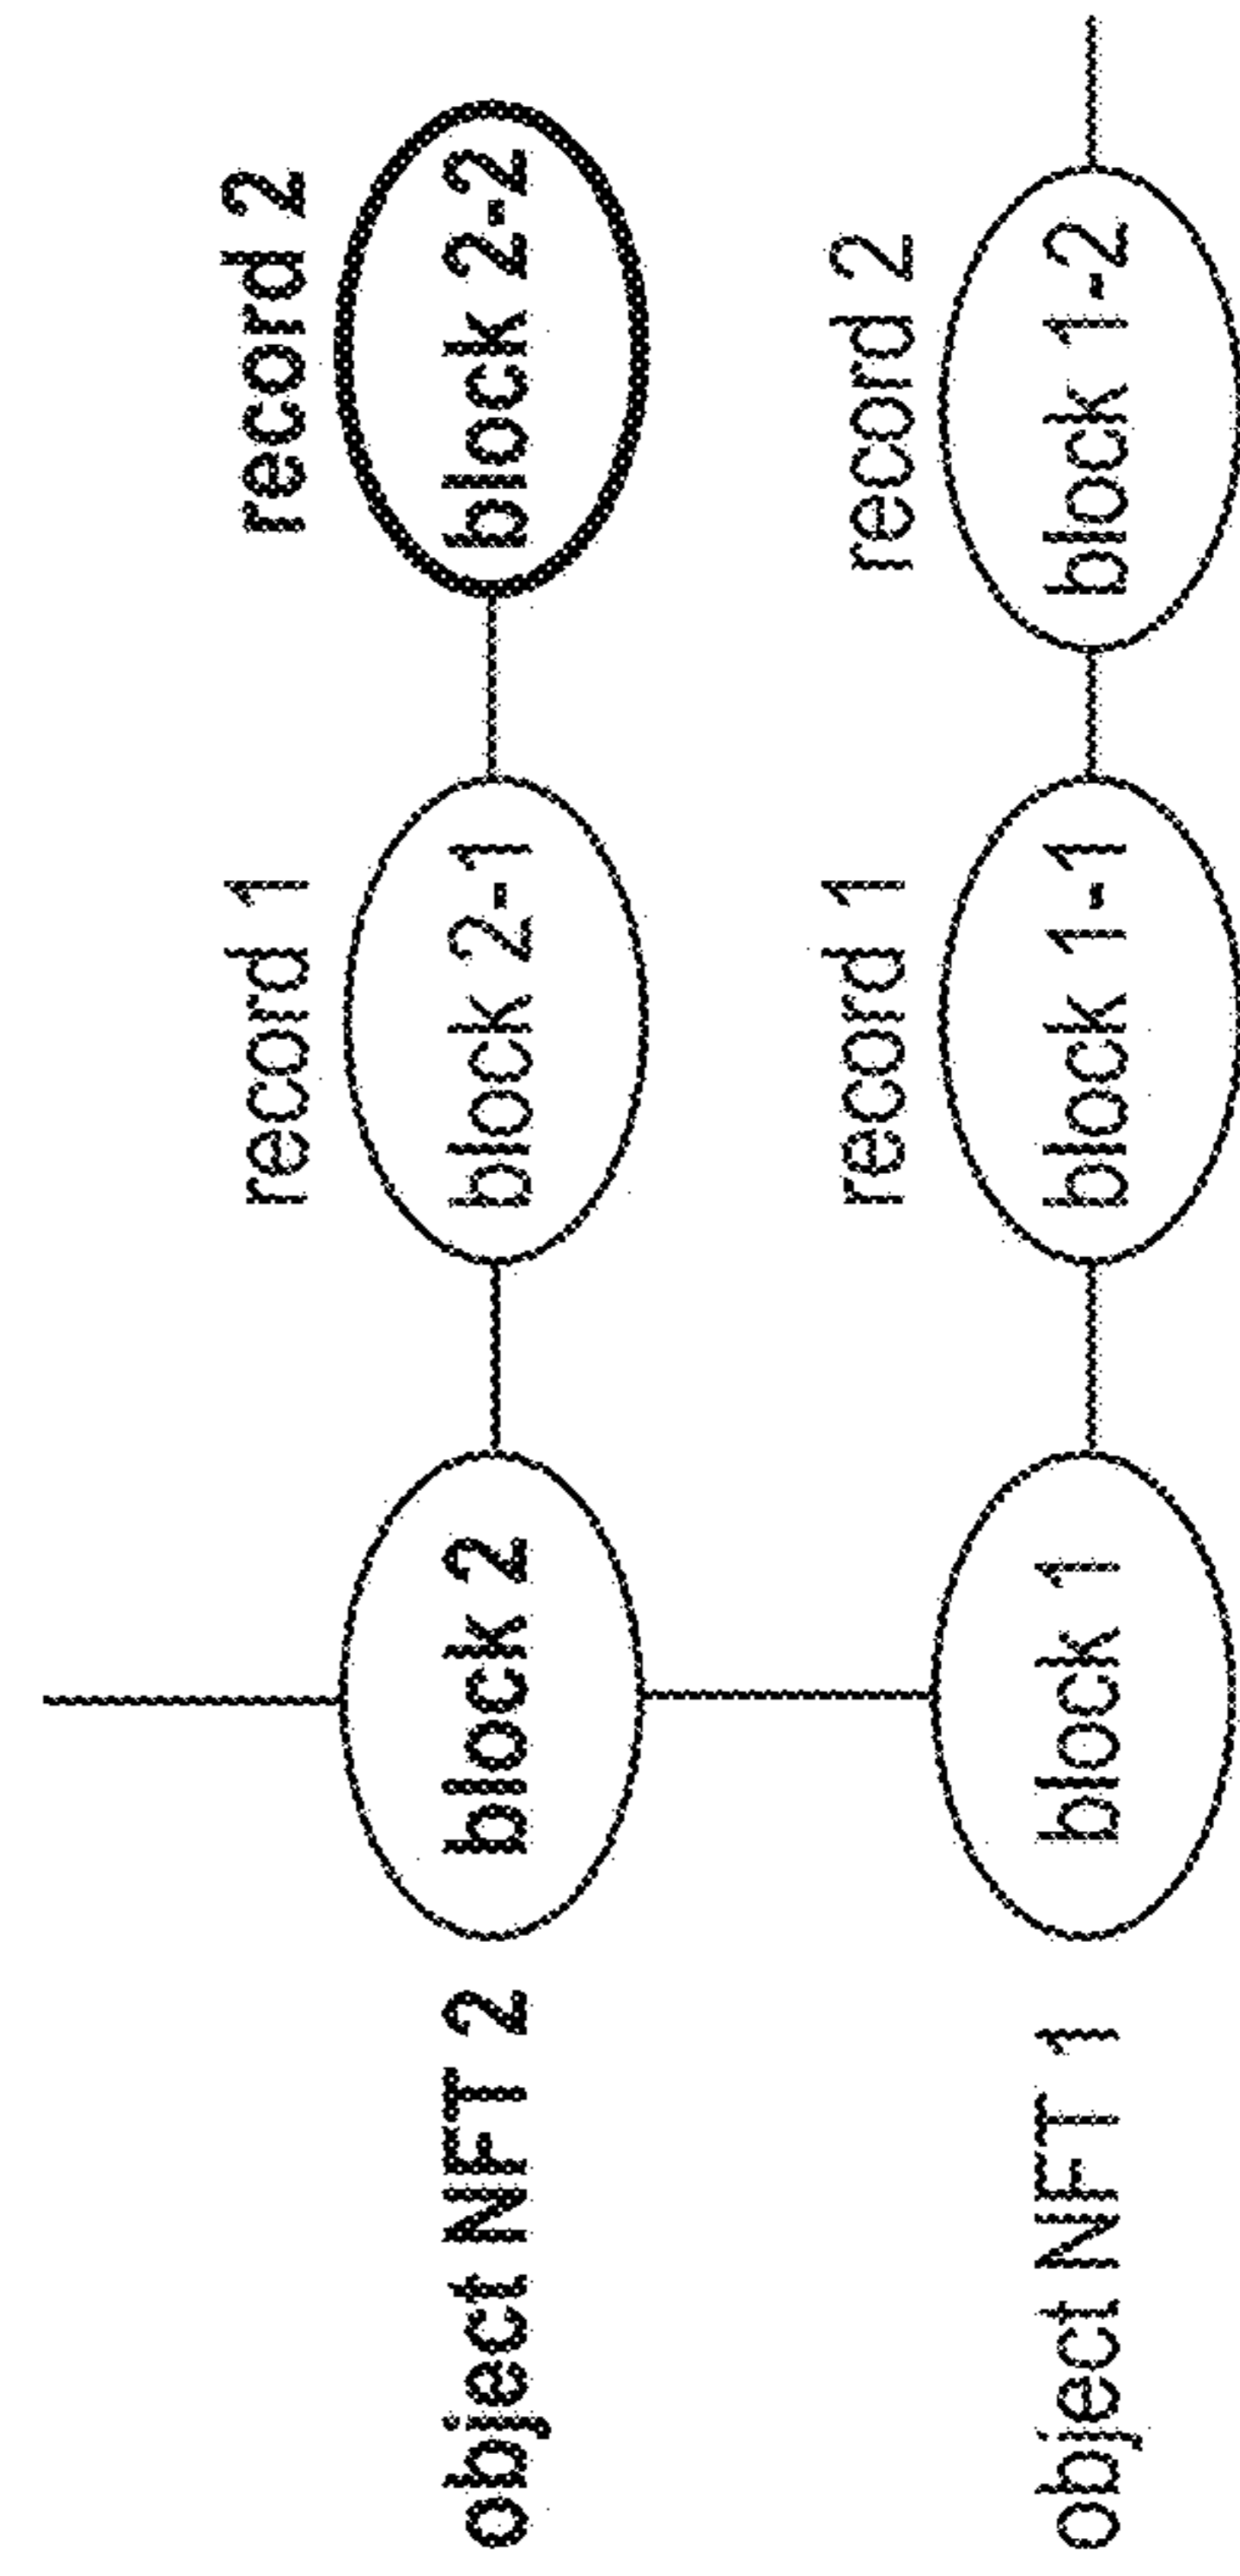 record 1
record 2
object NFT 2
block 2
block 2-1
block 2-2
record 1
record 2
object NFT 1
block 1
block 1-1
block 1-2